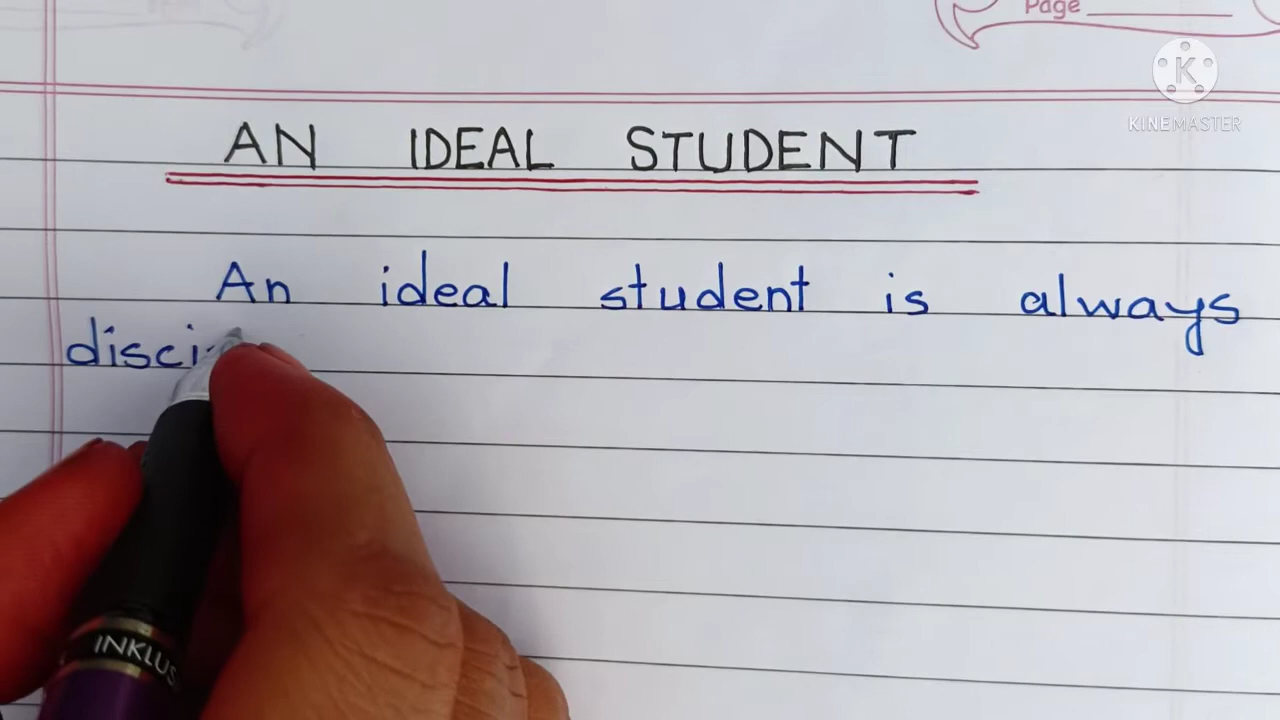 Page
K
KINEMASTER
AN IDEAL STUDENT
An ideal student is always
disci
INKLUS